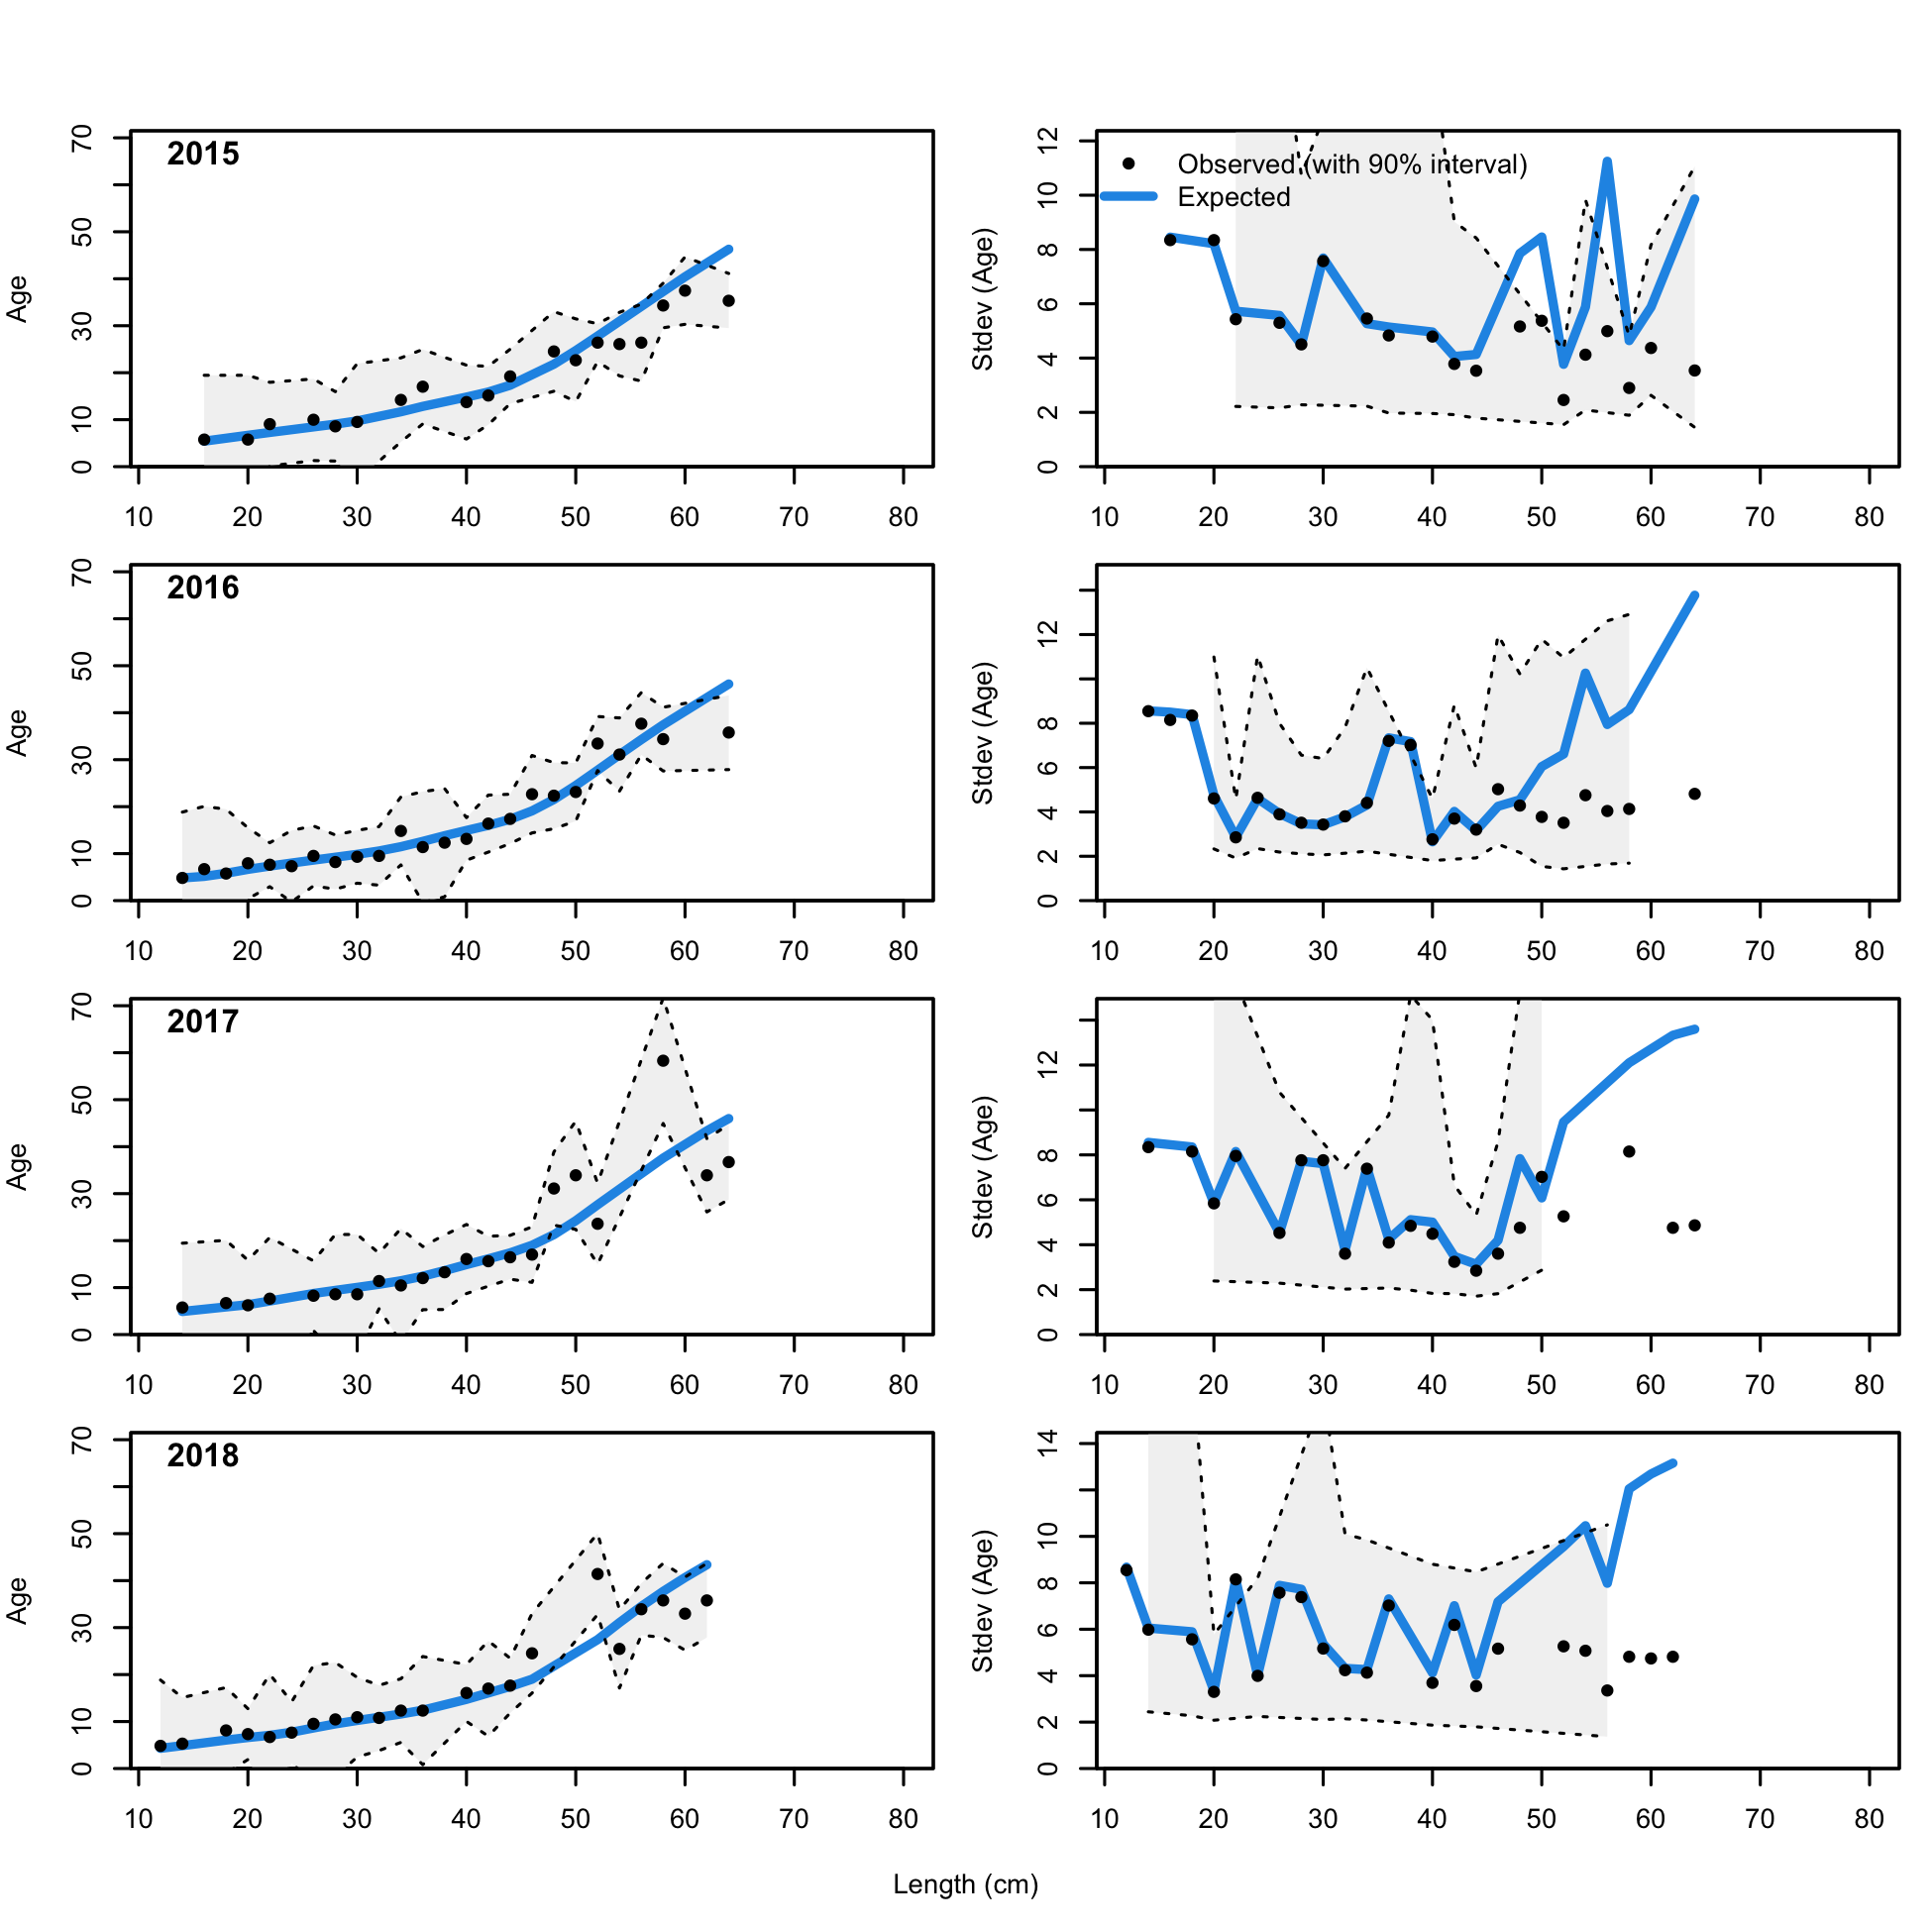 2015
Age
0 10 30 50 70
10 20 30 40 50 60 70 80
Observed (with 90% interval)
Expected
Stdev (Age)
0 2 4 6 8 10 12
10 20 30 40 50 60 70 80
2016
Age
0 10 30 50 70
10 20 30 40 50 60 70 80
Stdev (Age)
0 2 4 6 8 12
10 20 30 40 50 60 70 80
2017
Age
0 10 30 50 70
10 20 30 40 50 60 70 80
Stdev (Age)
0 2 4 6 8 12
10 20 30 40 50 60 70 80
2018
Age
0 10 30 50 70
10 20 30 40 50 60 70 80
Stdev (Age)
0 2 4 6 8 10 14
10 20 30 40 50 60 70 80
Length (cm)